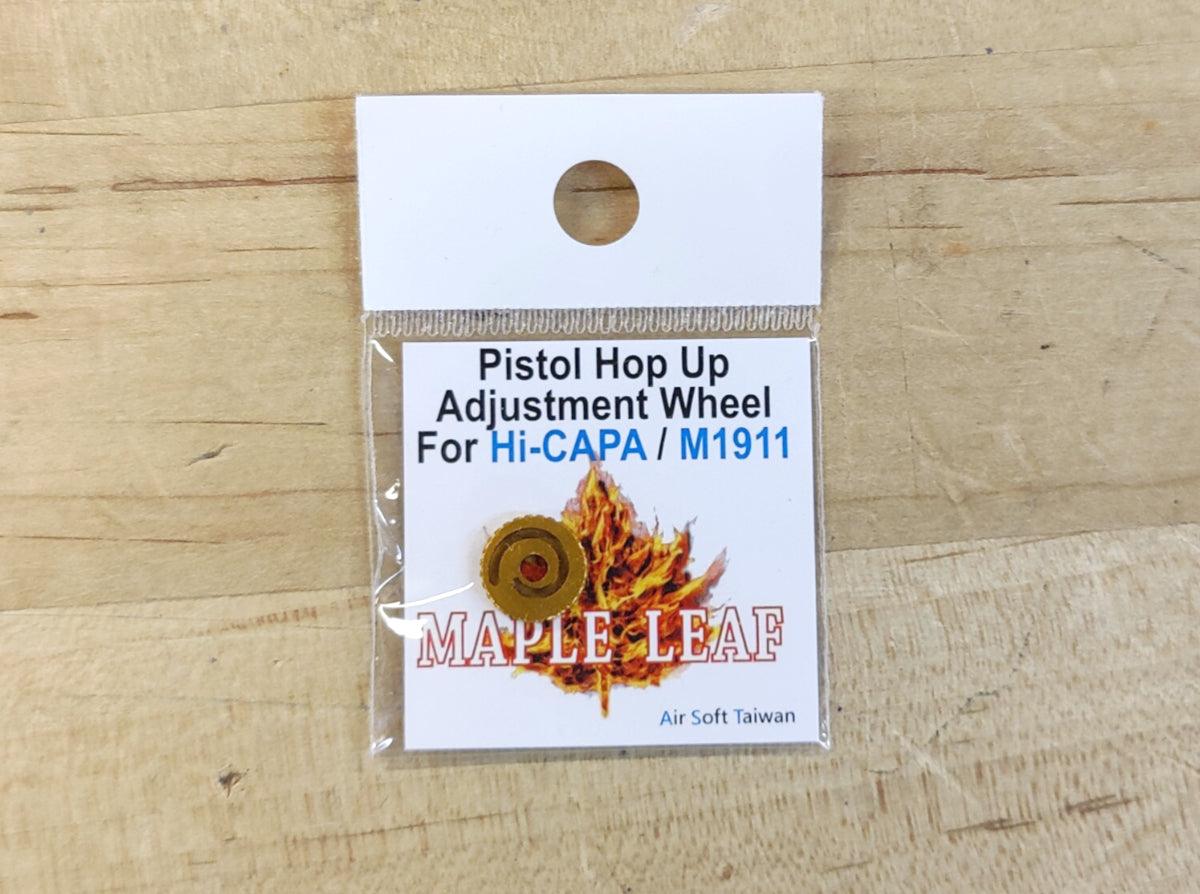 Pistol Hop Up
Adjustment Wheel
For Hi-CAPA / M1911
MAPLE LEAF
Air Soft Taiwan